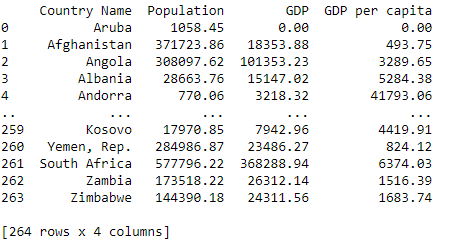 Country Name Population GDP GDP per capita
0 Aruba 1058.45 0.00 0.00
1 Afghanistan 371723.86 18353.88 493.75
2 Angola 308097.62 101353.23 3289.65
3 Albania 28663.76 15147.02 5284.38
4 Andorra 770.06 3218.32 41793.06
.. ... ... ... ...
259 Kosovo 17970.85 7942.96 4419.91
260 Yemen, Rep. 284986.87 23486.27 824.12
261 South Africa 577796.22 368288.94 6374.03
262 Zambia 173518.22 26312.14 1516.39
263 Zimbabwe 144390.18 24311.56 1683.74
[264 rows x 4 columns]